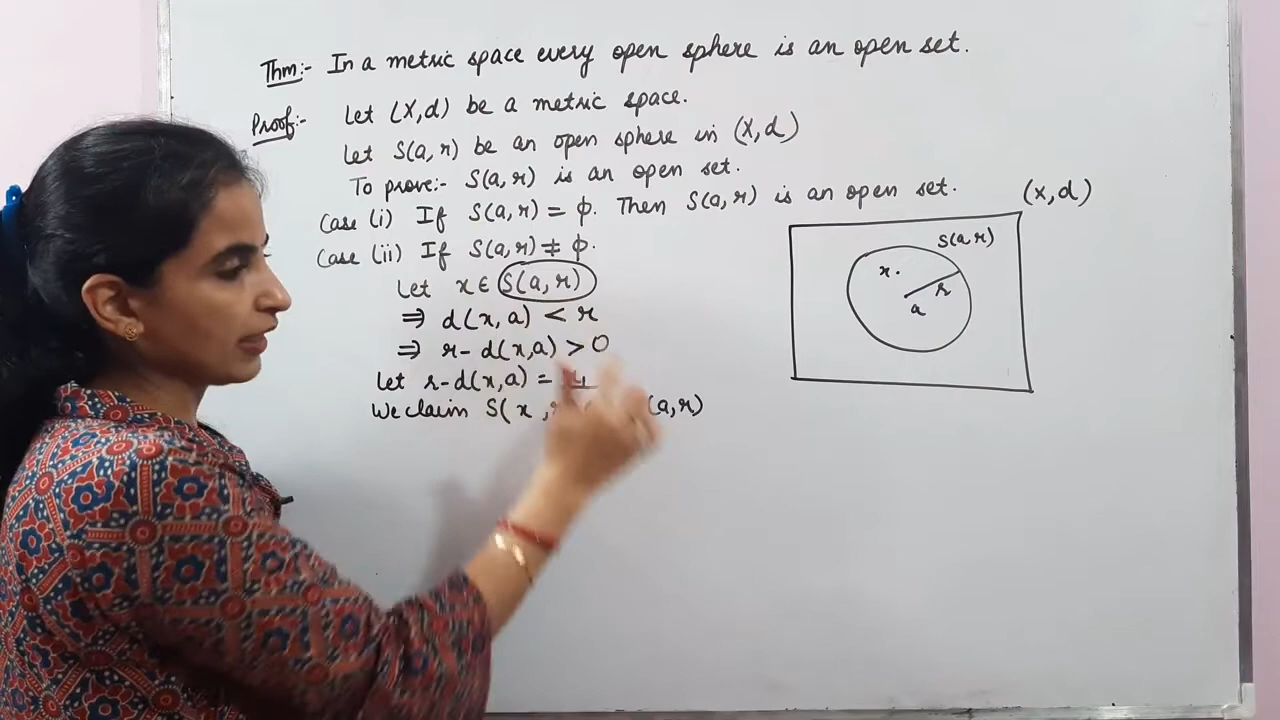 Thm:- In a metric space every open sphere is an open set.
Proof:- Let (X,d) be a metric space.
Let S(a,r) be an open sphere in (X,d)
To prove:- S(a,r) is an open set.
Case (i) If S(a,r) = φ. Then S(a,r) is an open set.
Case (ii) If S(a,r) ≠ φ.
Let x ∈ S(a,r)
⇒ d(x,a) < r
⇒ r - d(x,a) > 0
Let r - d(x,a) =
We claim S(x, (a,r)
(X,d)
S(a,r)
x.
r
a